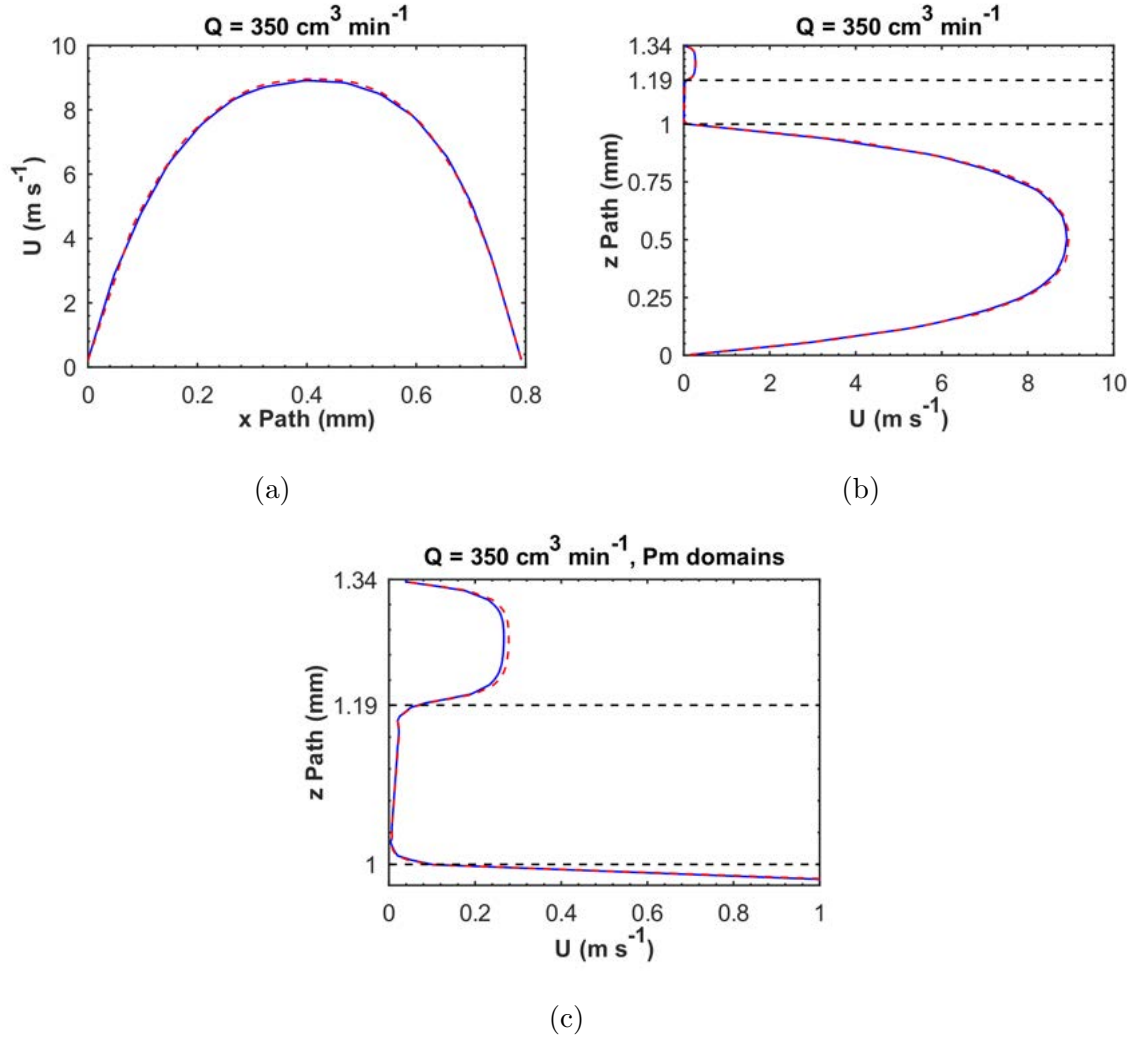 Q = 350 cm³ min⁻¹
10
8
6
4
2
0
U (m s⁻¹)
0 0.2 0.4 0.6 0.8
x Path (mm)
(a)
Q = 350 cm³ min⁻¹
1.34
1.19
1
0.75
0.5
0.25
0
z Path (mm)
0 2 4 6 8 10
U (m s⁻¹)
(b)
Q = 350 cm³ min⁻¹, Pm domains
1.34
1.19
1
z Path (mm)
0 0.2 0.4 0.6 0.8 1
U (m s⁻¹)
(c)